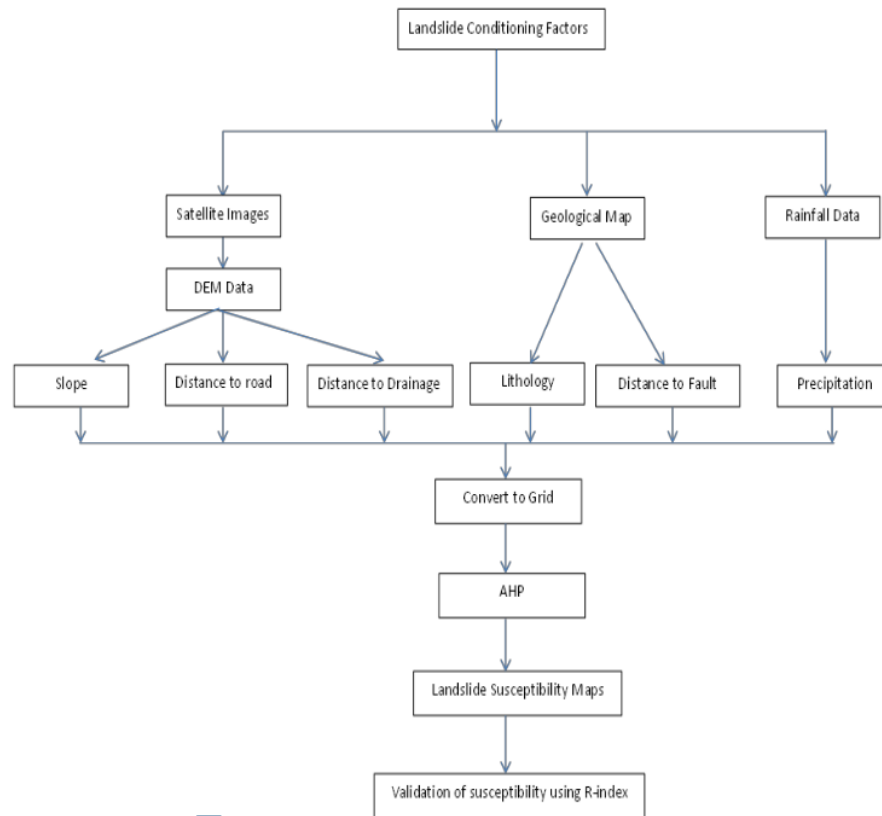 Landslide Conditioning Factors
Satellite Images
Geological Map
Rainfall Data
DEM Data
Slope
Distance to road
Distance to Drainage
Lithology
Distance to Fault
Precipitation
Convert to Grid
AHP
Landslide Susceptibility Maps
Validation of susceptibility using R-index